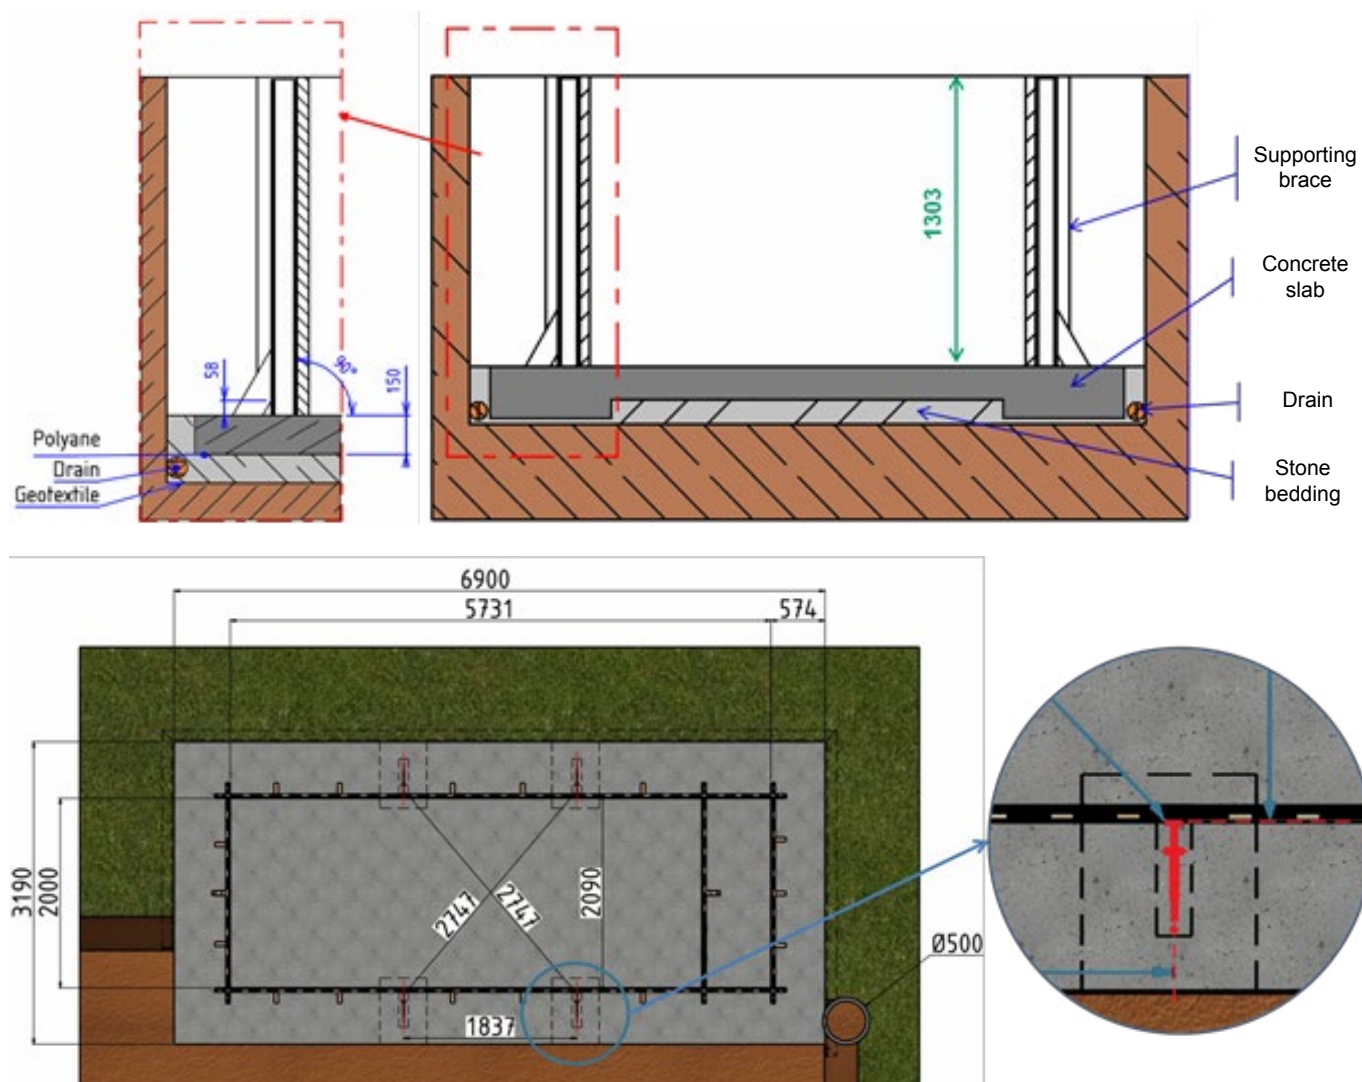 58
90°
150
Polyane
Drain
Geotextile
1303
Supporting
brace
Concrete
slab
Drain
Stone
bedding
6900
5731
574
3190
2000
2747
2747
2090
1837
Ø500